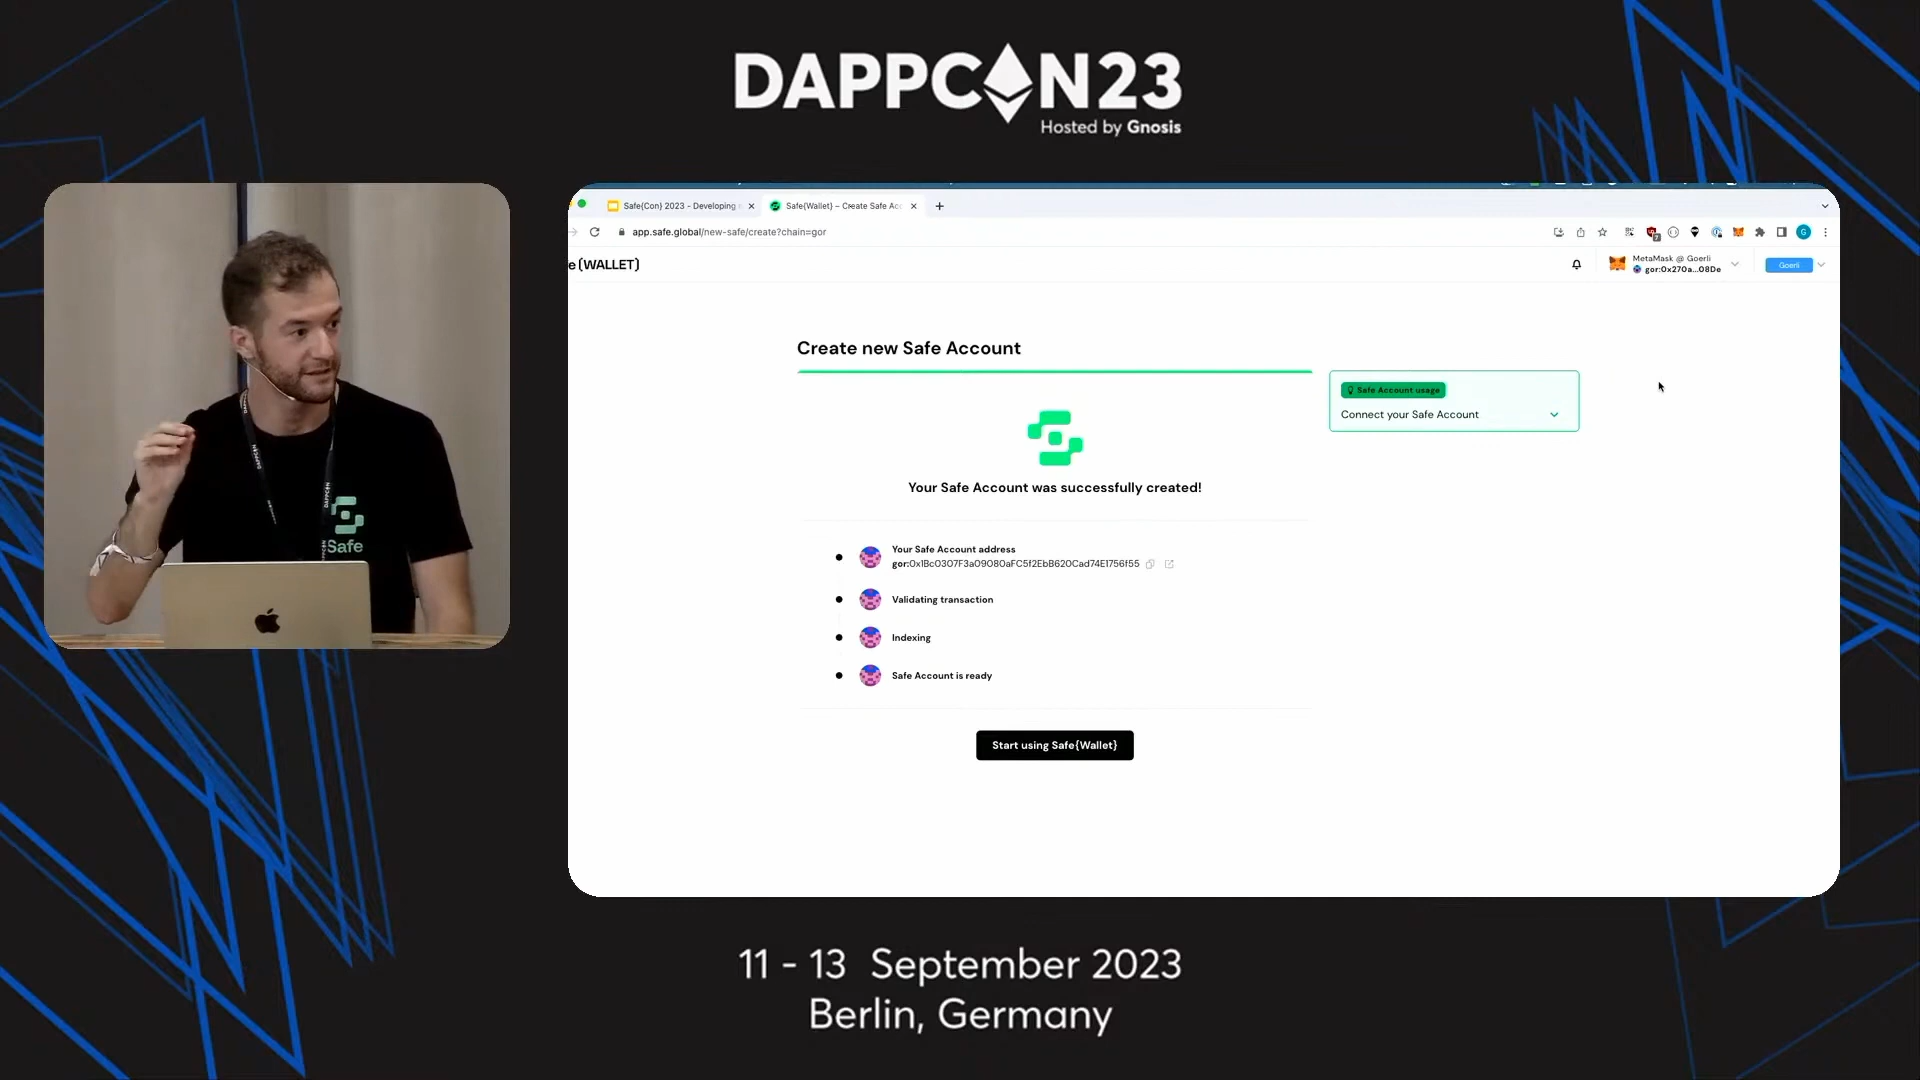 DAPPCON23
Hosted by Gnosis
Safe{Con} 2023 - Developing
Safe{Wallet} – Create Safe Ac
app.safe.global/new-safe/create?chain=gor
e{WALLET}
MetaMask @ Goerli
gor:0x270a...08De
Goerli
Create new Safe Account
Safe Account usage
Connect your Safe Account
Your Safe Account was successfully created!
Your Safe Account address
gor:0x1Bc0307F3a09080aFC5f2EbB620Cad74E1756f55
Validating transaction
Indexing
Safe Account is ready
Start using Safe{Wallet}
Safe
11 - 13 September 2023
Berlin, Germany